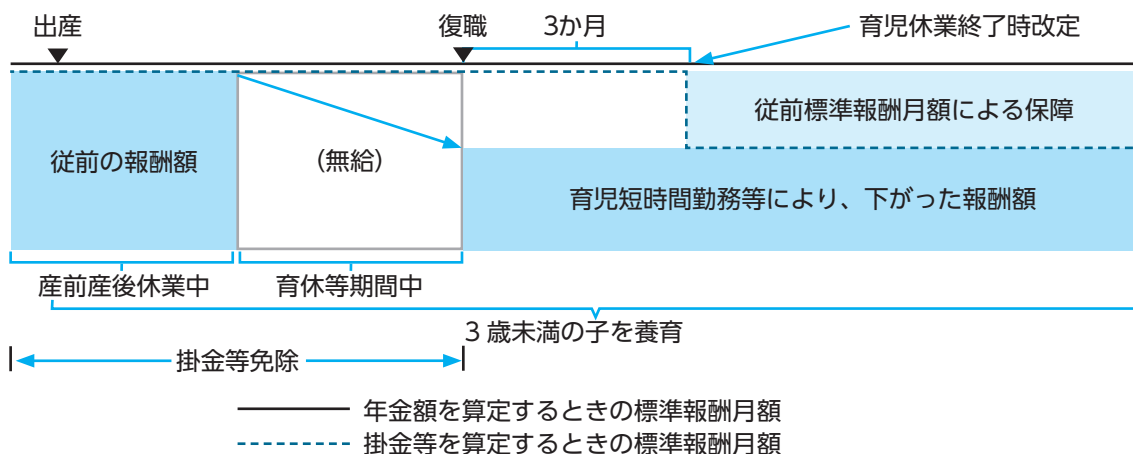 出産
復職
3か月
育児休業終了時改定
従前の報酬額
(無給)
従前標準報酬月額による保障
育児短時間勤務等により、下がった報酬額
産前産後休業中
育休等期間中
3歳未満の子を養育
掛金等免除
年金額を算定するときの標準報酬月額
掛金等を算定するときの標準報酬月額